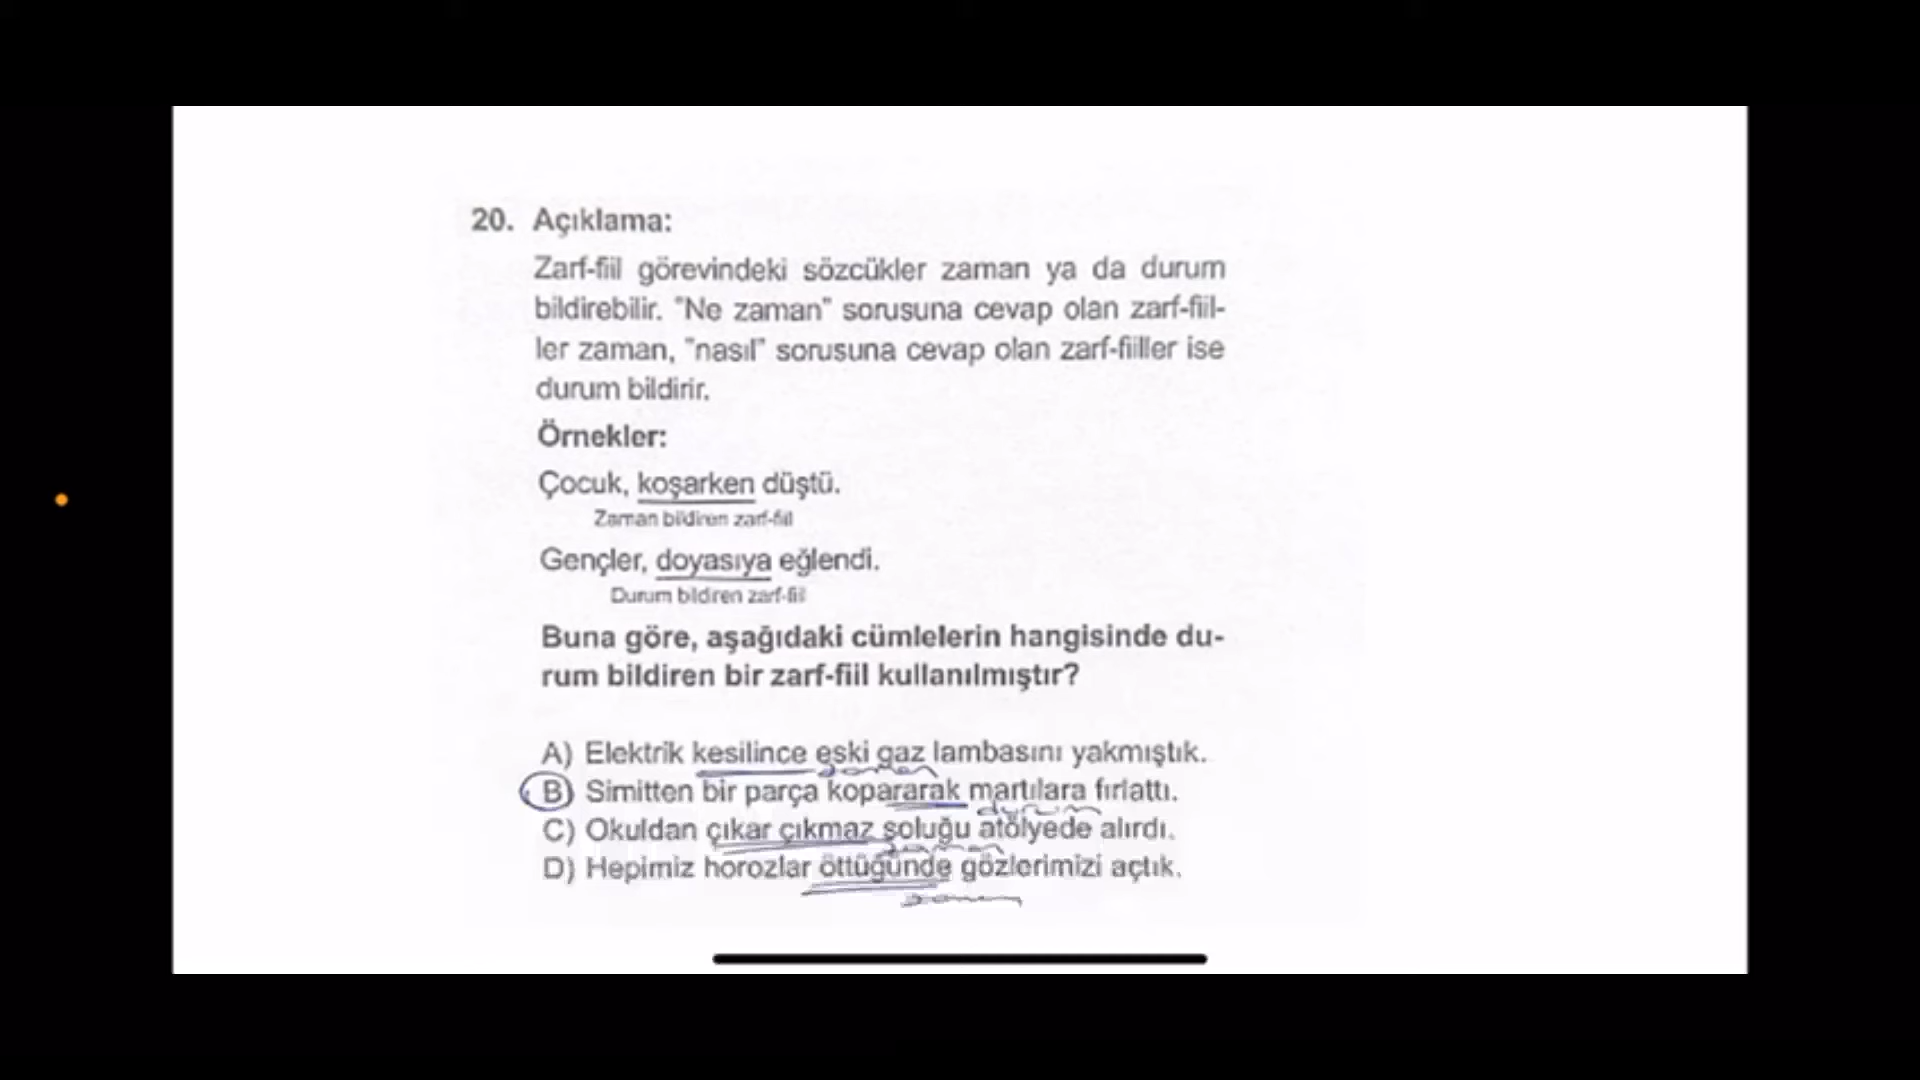 20. Açıklama:
Zarf-fiil görevindeki sözcükler zaman ya da durum
bildirebilir. "Ne zaman" sorusuna cevap olan zarf-fiil-
ler zaman, "nasıl" sorusuna cevap olan zarf-fiiller ise
durum bildirir.
Örnekler:
Çocuk, koşarken düştü.
Zaman bildiren zarf-fiil
Gençler, doyasıya eğlendi.
Durum bildiren zarf-fiil
Buna göre, aşağıdaki cümlelerin hangisinde du-
rum bildiren bir zarf-fiil kullanılmıştır?
A) Elektrik kesilince eski gaz lambasını yakmıştık.
zaman
B) Simitten bir parça kopararak martılara fırlattı.
durum
C) Okuldan çıkar çıkmaz soluğu atölyede alırdı.
zaman
D) Hepimiz horozlar öttüğünde gözlerimizi açtık.
zaman